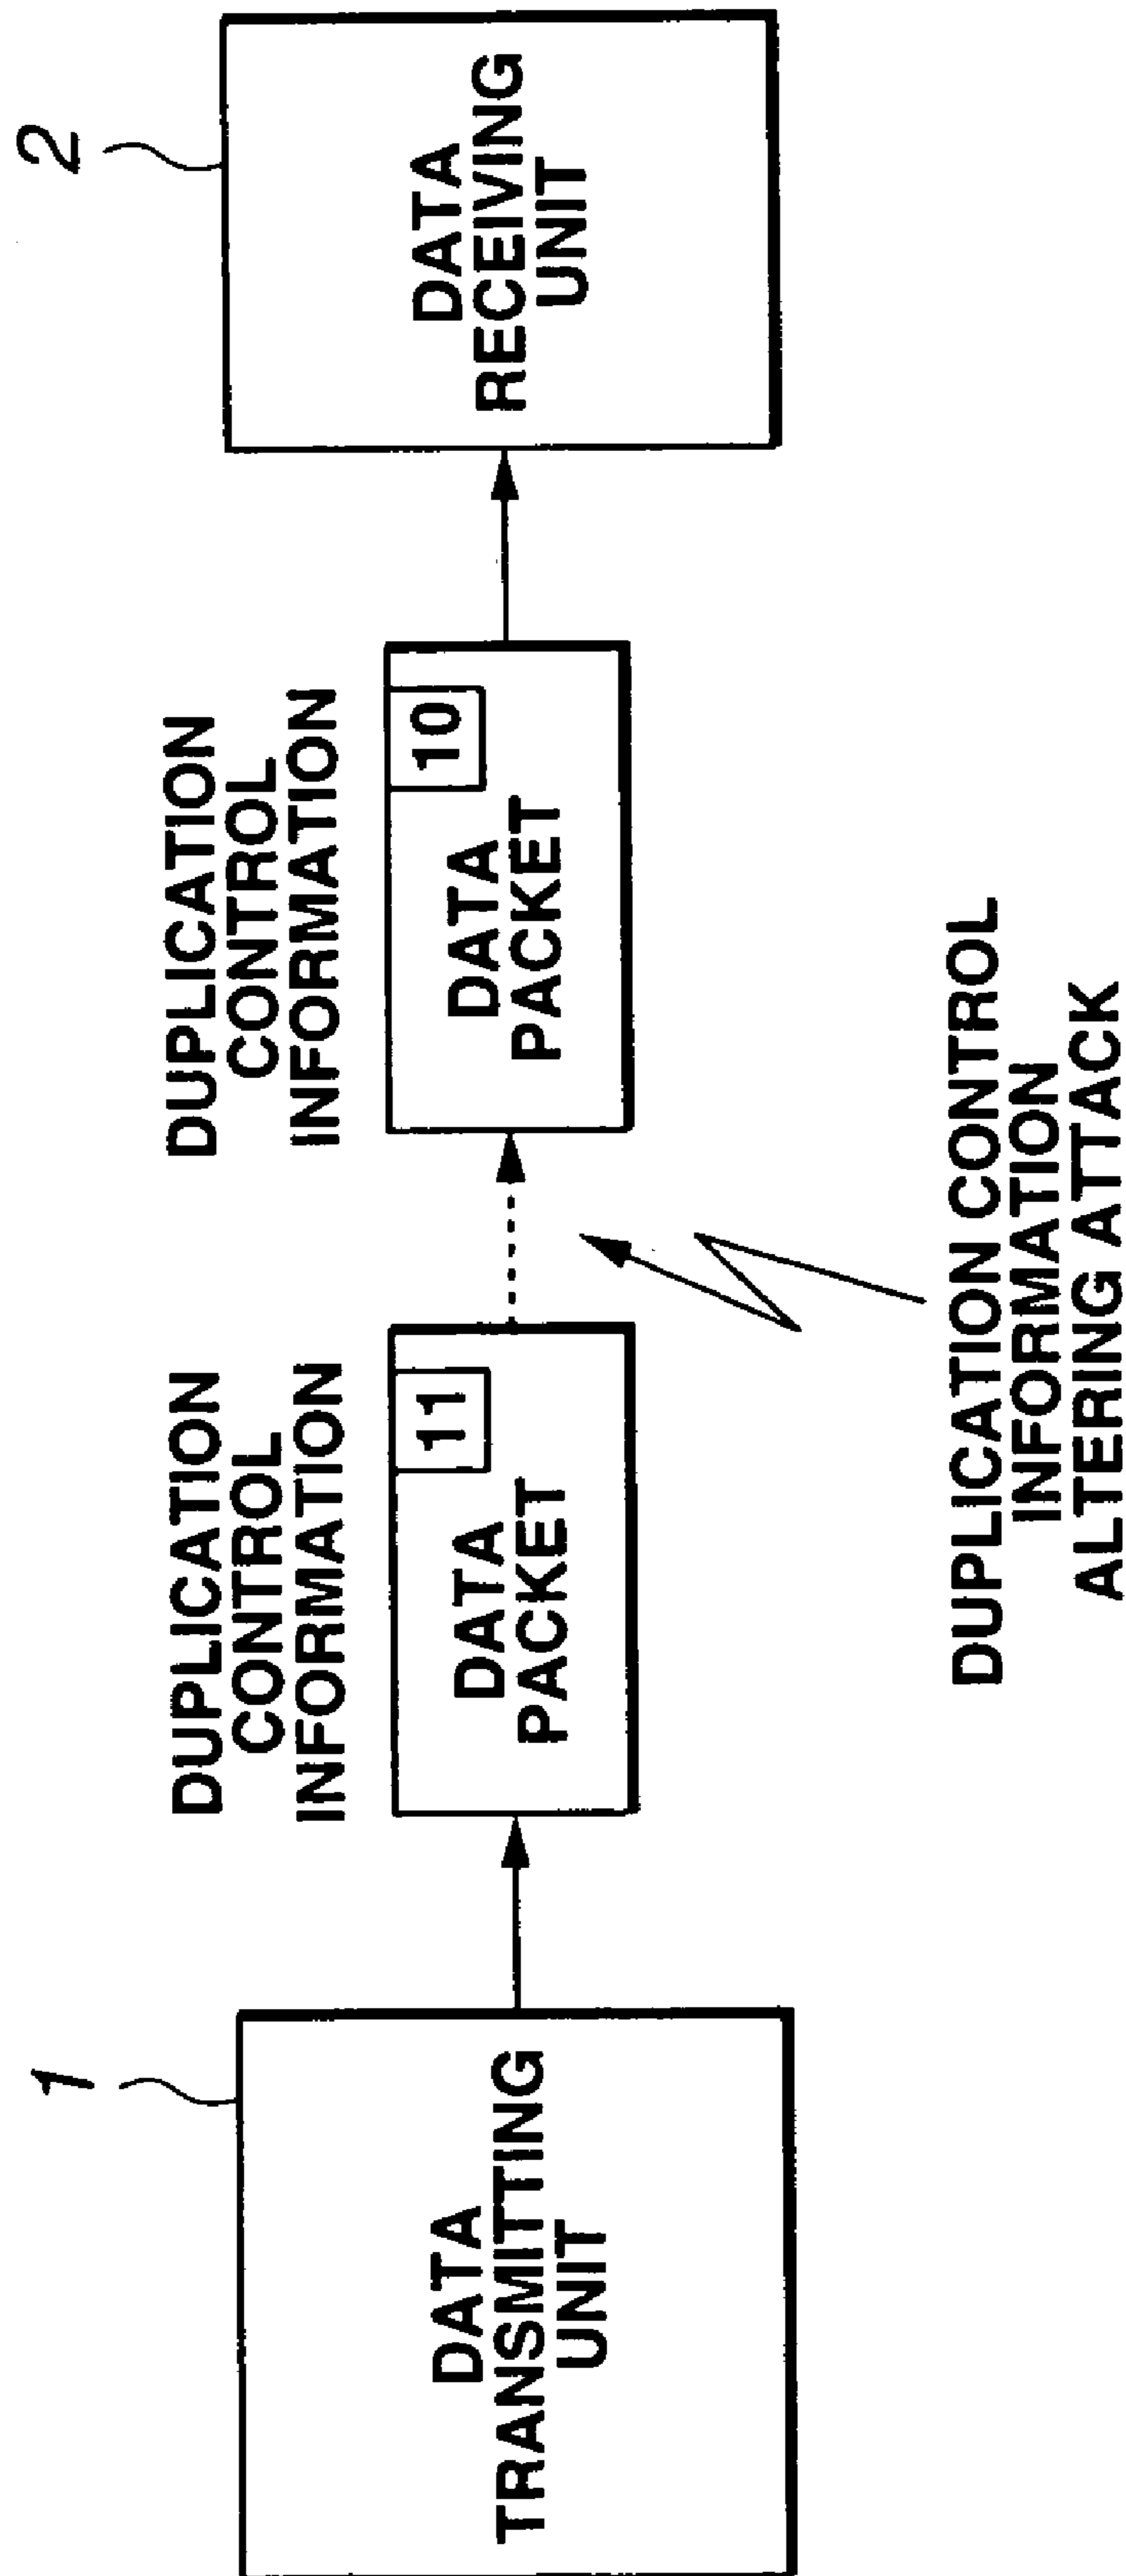 1
DATA
TRANSMITTING
UNIT
DUPLICATION
CONTROL
INFORMATION
11
DATA
PACKET
DUPLICATION CONTROL
INFORMATION
ALTERING ATTACK
DUPLICATION
CONTROL
INFORMATION
10
DATA
PACKET
2
DATA
RECEIVING
UNIT